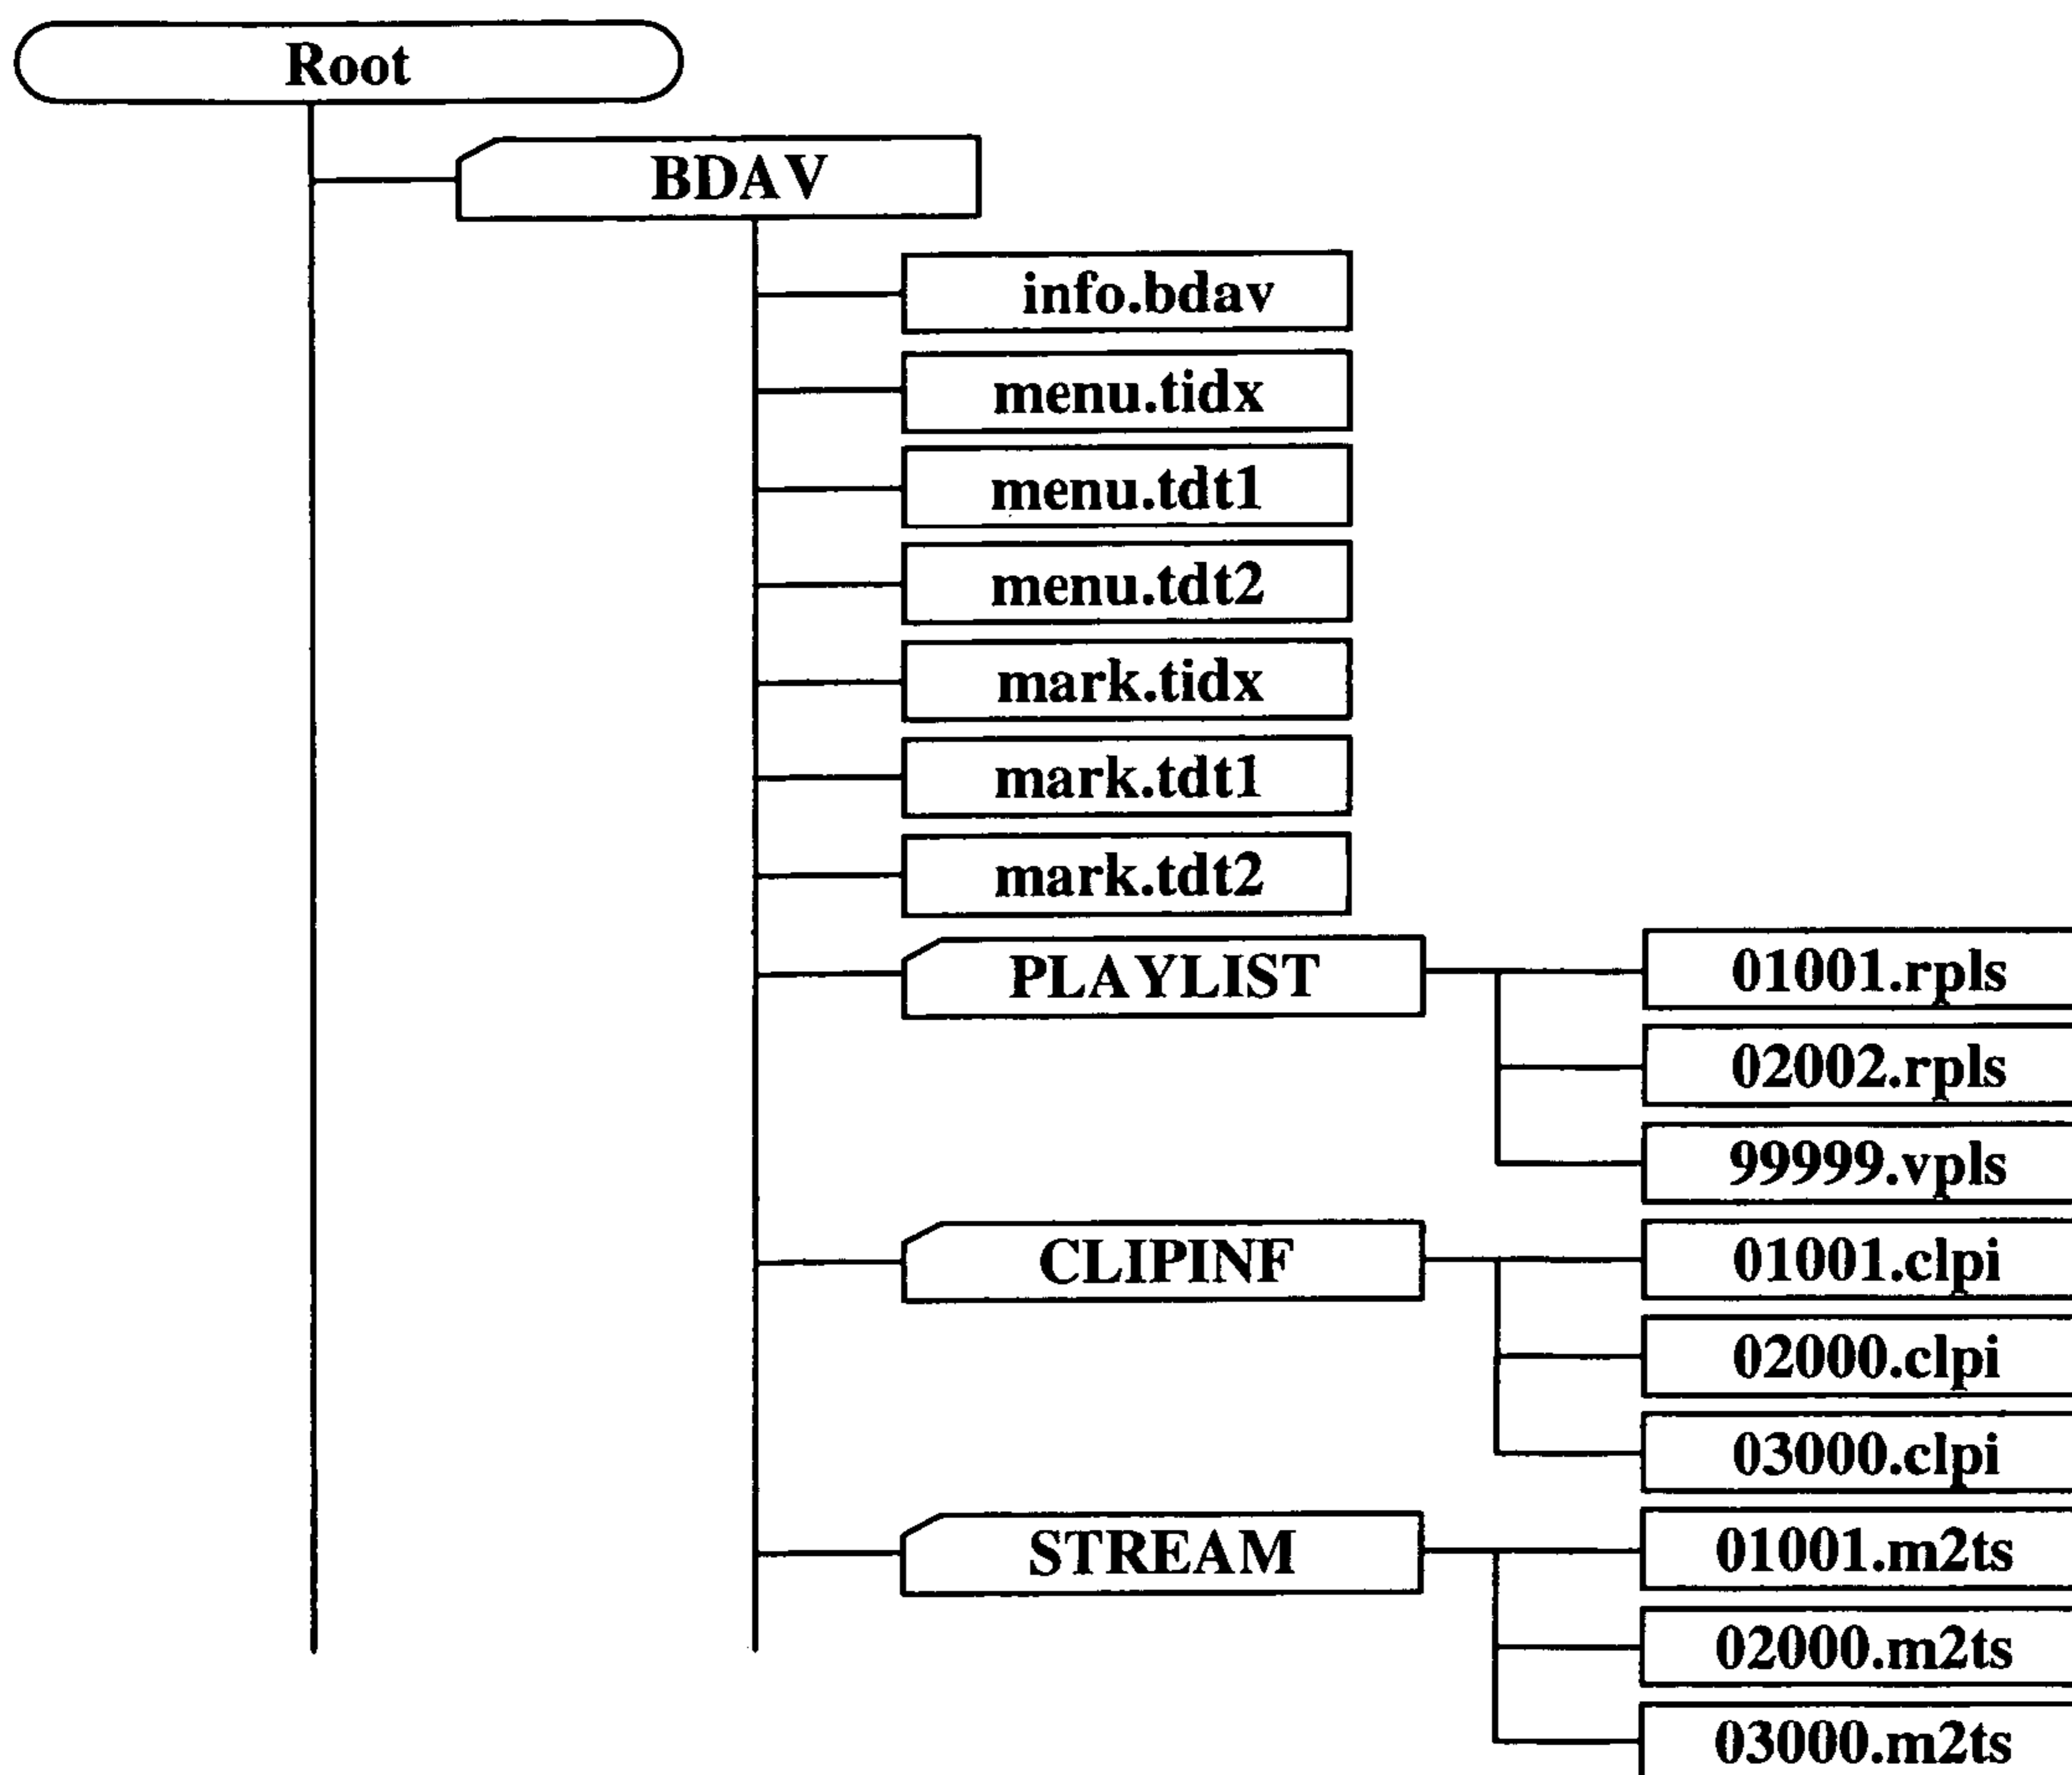 Root
BDAV
info.bdav
menu.tidx
menu.tdt1
menu.tdt2
mark.tidx
mark.tdt1
mark.tdt2
PLAYLIST
01001.rpls
02002.rpls
99999.vpls
CLIPINF
01001.clpi
02000.clpi
03000.clpi
STREAM
01001.m2ts
02000.m2ts
03000.m2ts